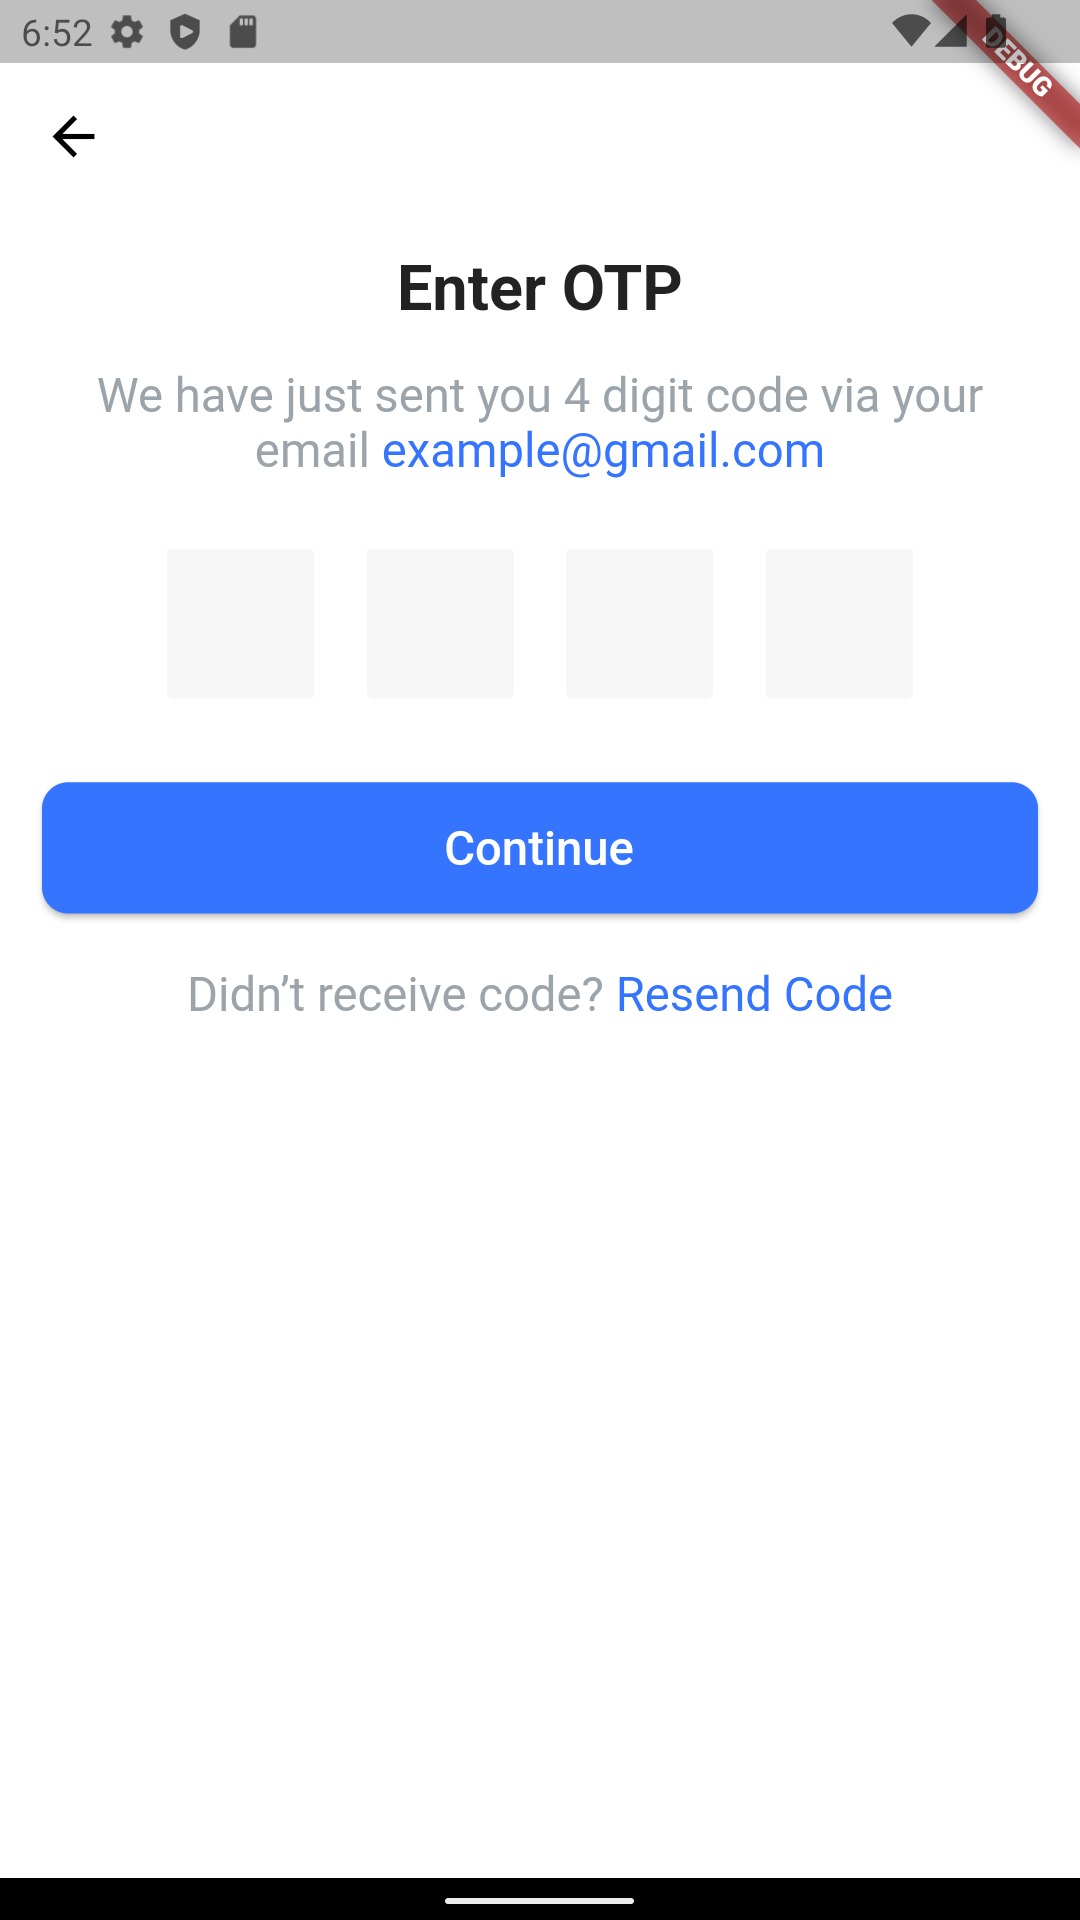 6:52
DEBUG
Enter OTP
We have just sent you 4 digit code via your
email example@gmail.com
Continue
Didn’t receive code? Resend Code